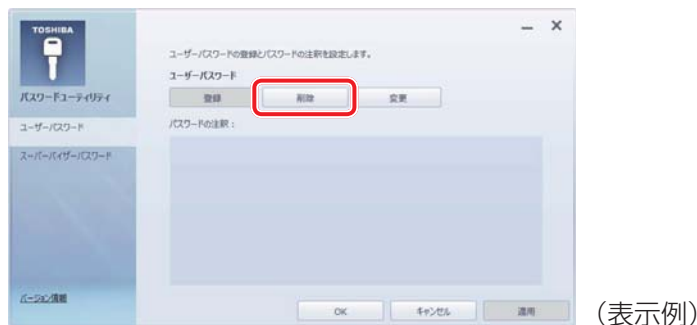 TOSHIBA
パスワードユーティリティ
ユーザーパスワード
スーパーバイザーパスワード
バージョン情報
ユーザーパスワードの登録とパスワードの注釈を設定します。
ユーザーパスワード
登録 削除 変更
パスワードの注釈：
OK キャンセル 適用
（表示例）